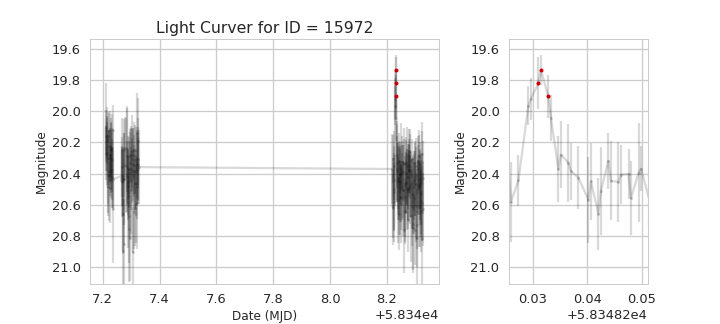 Light Curver for ID = 15972
Magnitude
19.6
19.8
20.0
20.2
20.4
20.6
20.8
21.0
7.2 7.4 7.6 7.8 8.0 8.2
Date (MJD)
+5.834e4
Magnitude
19.6
19.8
20.0
20.2
20.4
20.6
20.8
21.0
0.03 0.04 0.05
+5.83482e4